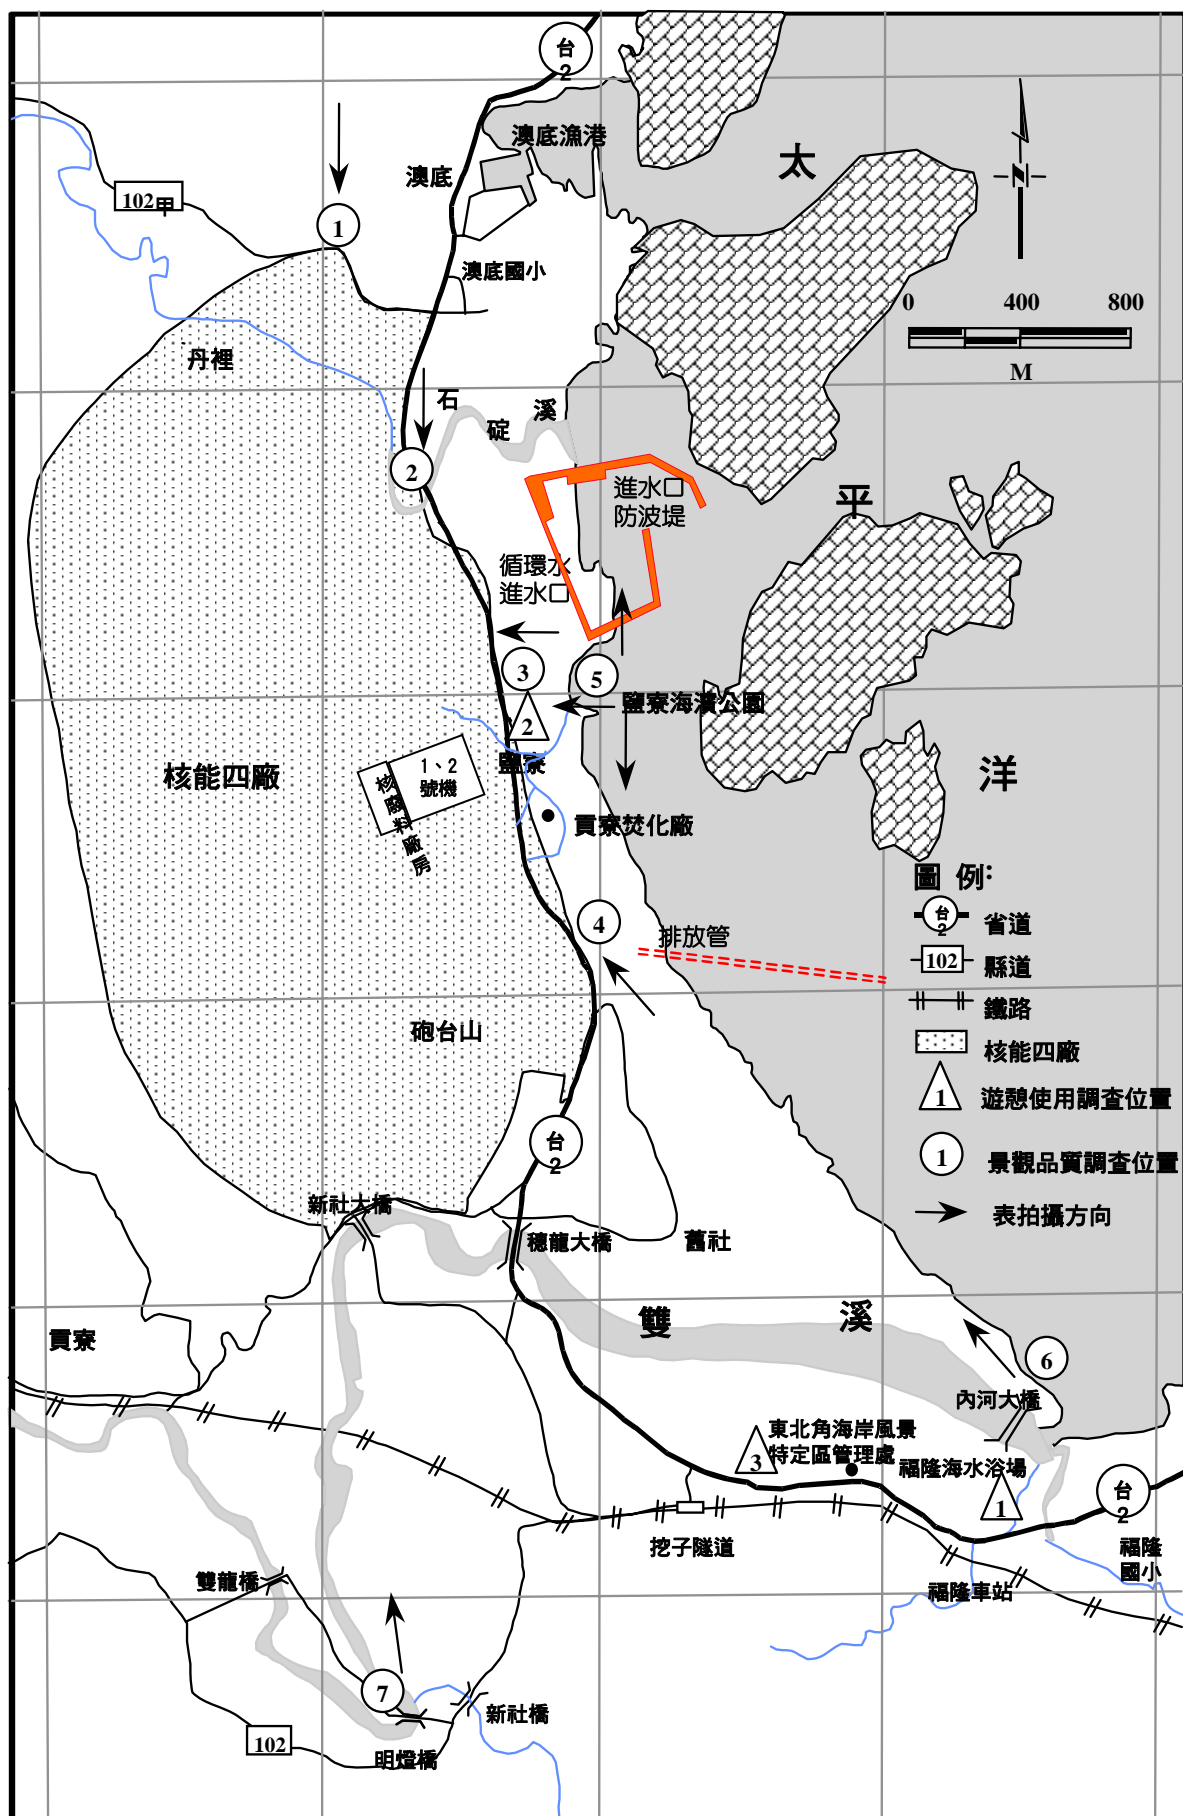 台
2
澳底漁港
太
澳底
102甲
1
澳底國小
0 400 800
M
丹裡
石
碇
溪
2
進水口
防波堤
平
循環水
進水口
3
5
鹽寮海濱公園
2
鹽寮
核能四廠
1、2
號機
核廢料廠房
洋
貢寮焚化廠
圖 例:
台
2
省道
4
排放管
102
縣道
鐵路
砲台山
核能四廠
1
遊憩使用調查位置
台
2
1
景觀品質調查位置
新社大橋
表拍攝方向
穗龍大橋
舊社
雙
溪
貢寮
6
內河大橋
東北角海岸風景
特定區管理處
3
福隆海水浴場
1
台
2
挖子隧道
福隆
國小
雙龍橋
福隆車站
7
新社橋
102
明燈橋